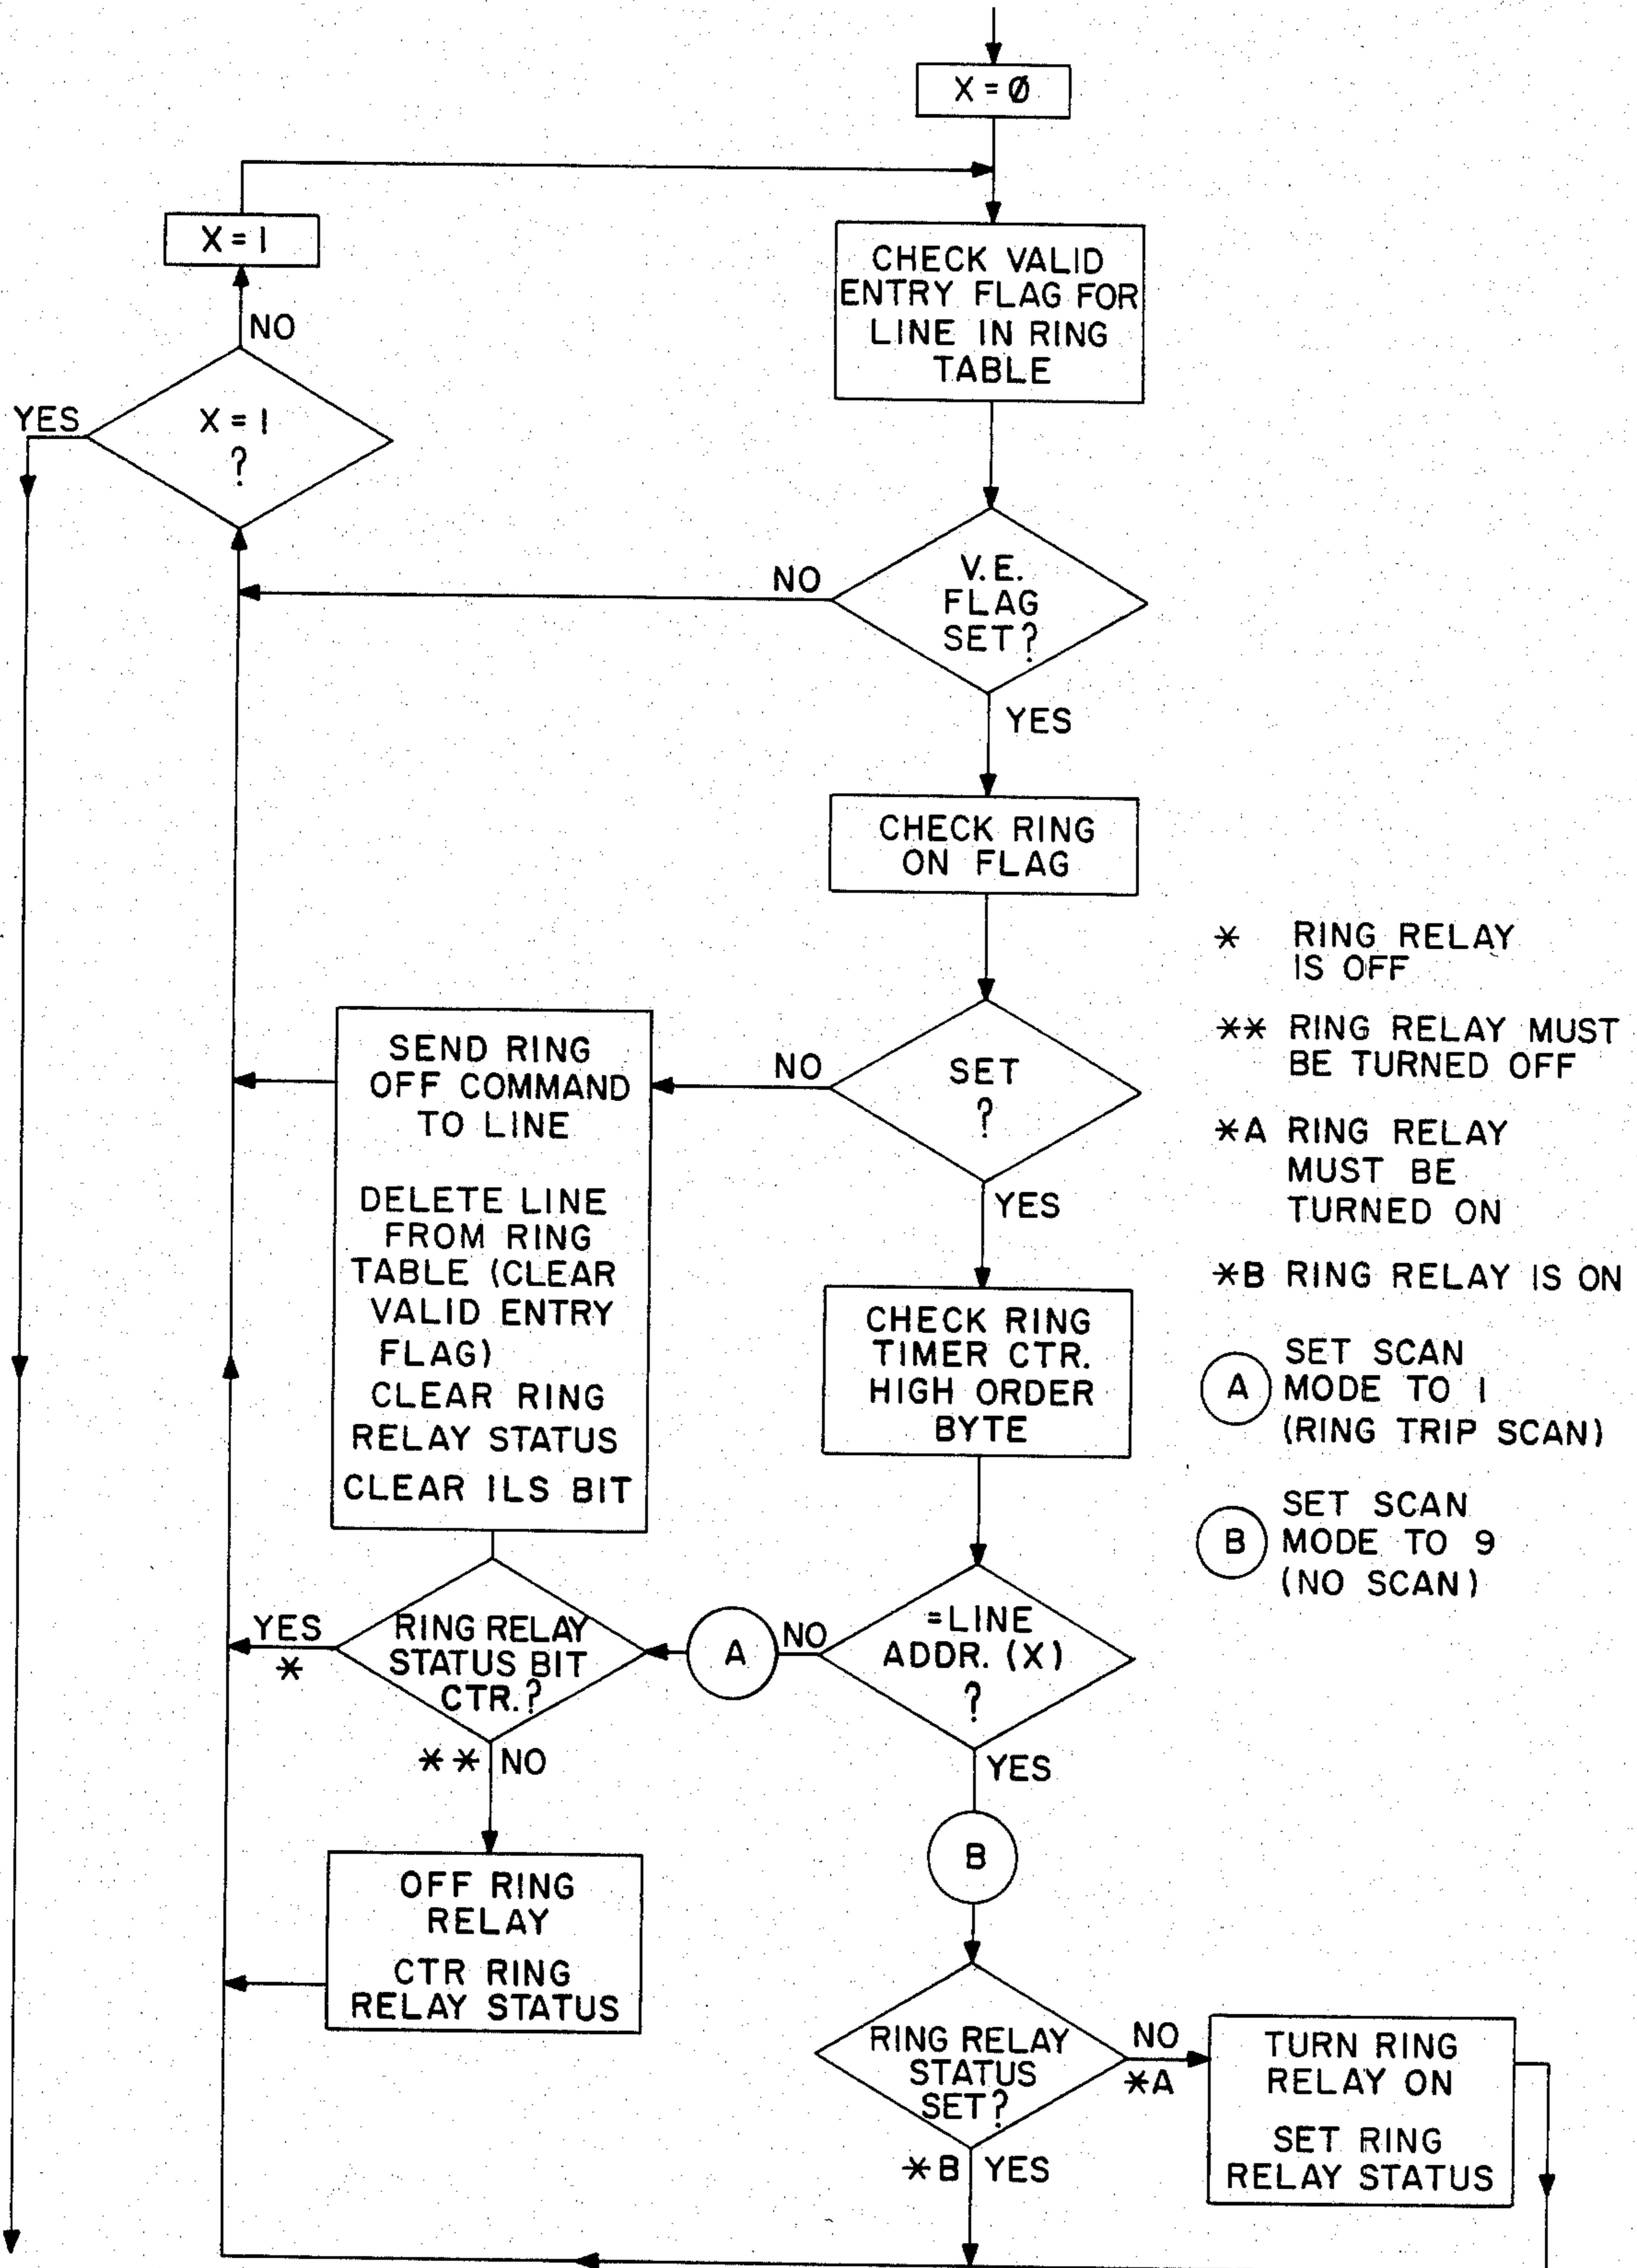 X = Ø
X = 1
CHECK VALID
ENTRY FLAG FOR
LINE IN RING
TABLE
NO
X = 1
?
YES
V.E.
FLAG
SET?
NO
YES
CHECK RING
ON FLAG
SET
?
NO
YES
SEND RING
OFF COMMAND
TO LINE
DELETE LINE
FROM RING
TABLE (CLEAR
VALID ENTRY
FLAG)
CLEAR RING
RELAY STATUS
CLEAR ILS BIT
CHECK RING
TIMER CTR.
HIGH ORDER
BYTE
* RING RELAY
IS OFF
** RING RELAY MUST
BE TURNED OFF
*A RING RELAY
MUST BE
TURNED ON
*B RING RELAY IS ON
A SET SCAN
MODE TO 1
(RING TRIP SCAN)
B SET SCAN
MODE TO 9
(NO SCAN)
=LINE
ADDR. (X)
?
NO
A
YES
RING RELAY
STATUS BIT
CTR.?
YES
*
** NO
OFF RING
RELAY
CTR RING
RELAY STATUS
B
RING RELAY
STATUS
SET?
NO
*A
*B YES
TURN RING
RELAY ON
SET RING
RELAY STATUS